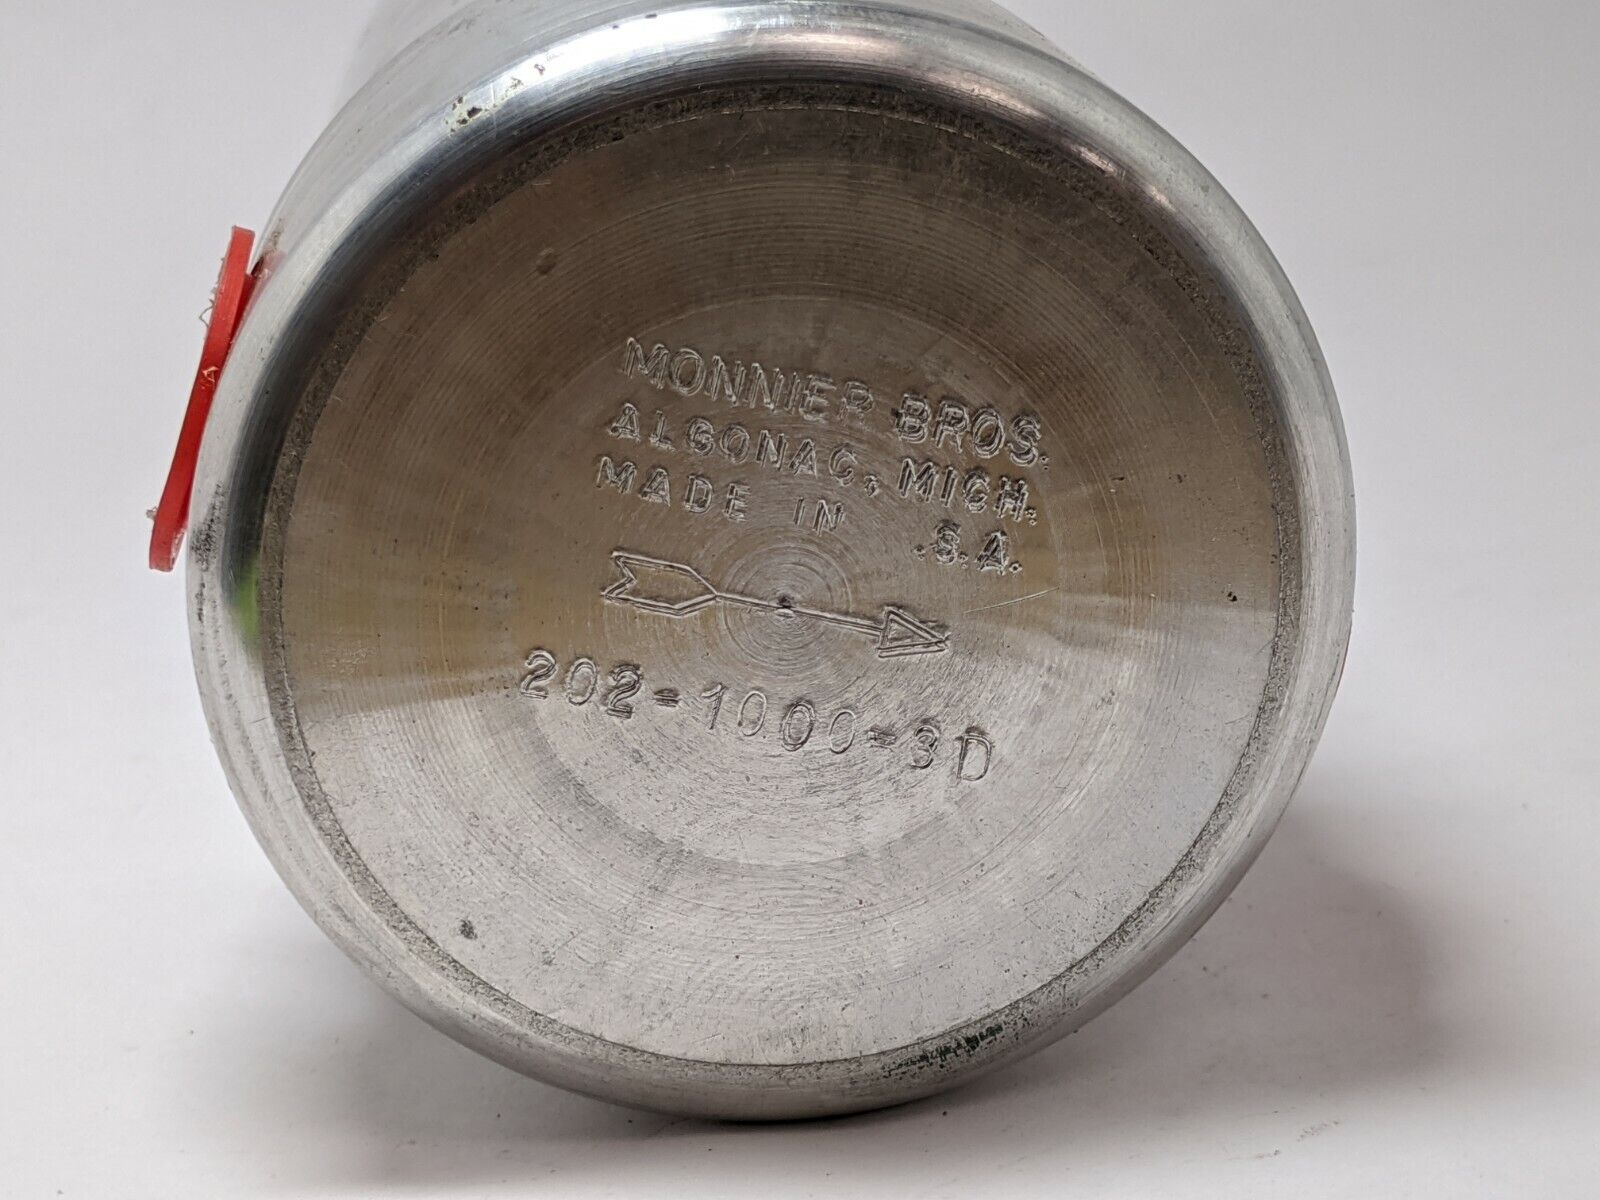 MONNIER BROS.
ALGONAC, MICH.
MADE IN .S.A.
202-1000-3D